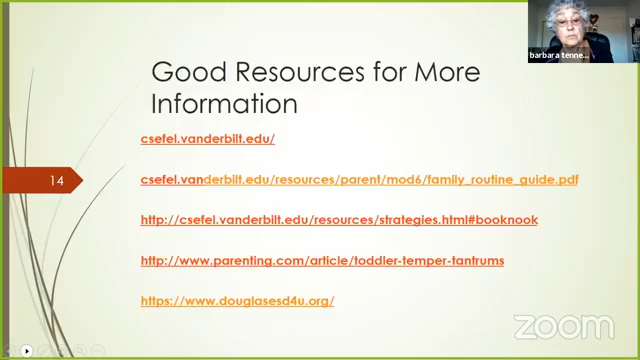 barbara tenne...
Good Resources for More
Information
csefel.vanderbilt.edu/
14
csefel.vanderbilt.edu/resources/parent/mod6/family_routine_guide.pdf
http://csefel.vanderbilt.edu/resources/strategies.html#booknook
http://www.parenting.com/article/toddler-temper-tantrums
https://www.douglasesd4u.org/
zoom